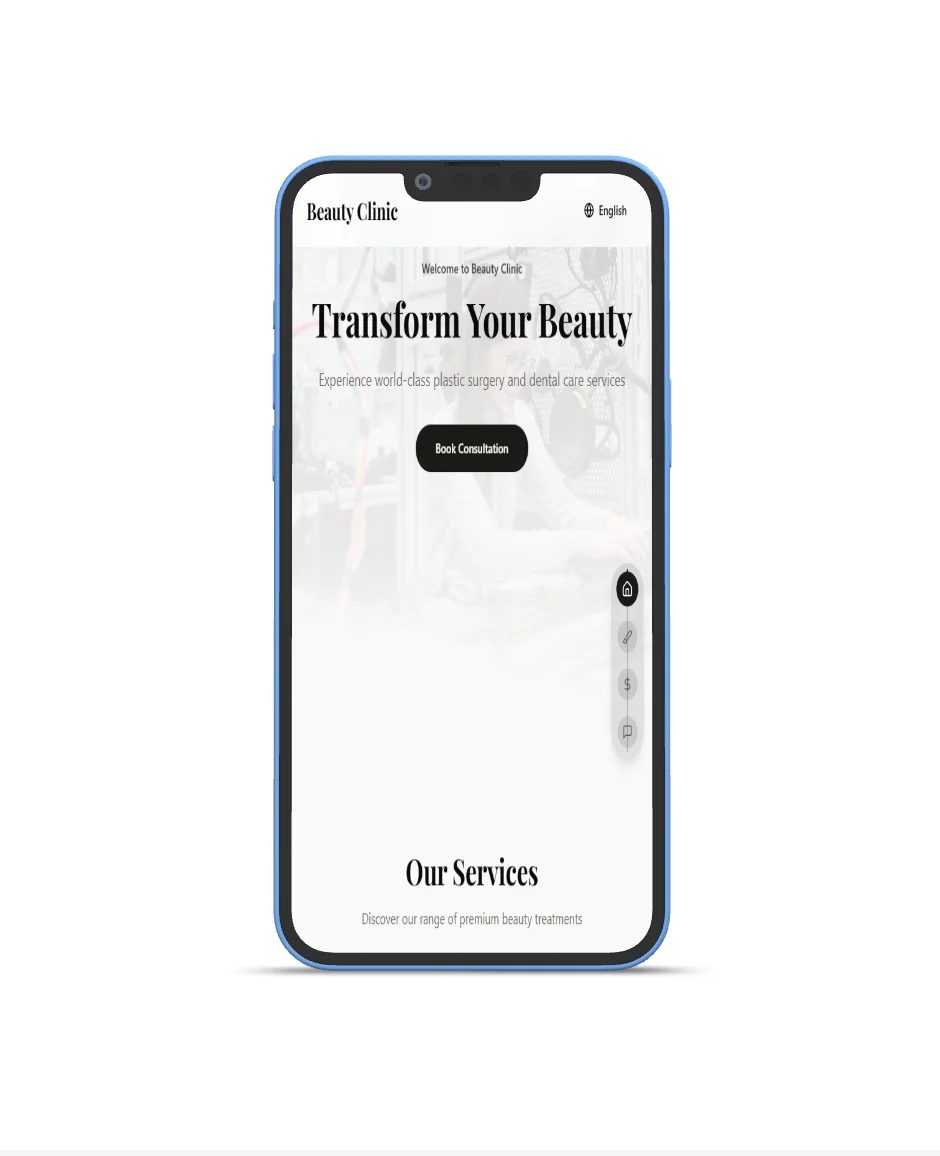 Beauty Clinic
English
Welcome to Beauty Clinic
Transform Your Beauty
Experience world-class plastic surgery and dental care services
Book Consultation
$
Our Services
Discover our range of premium beauty treatments